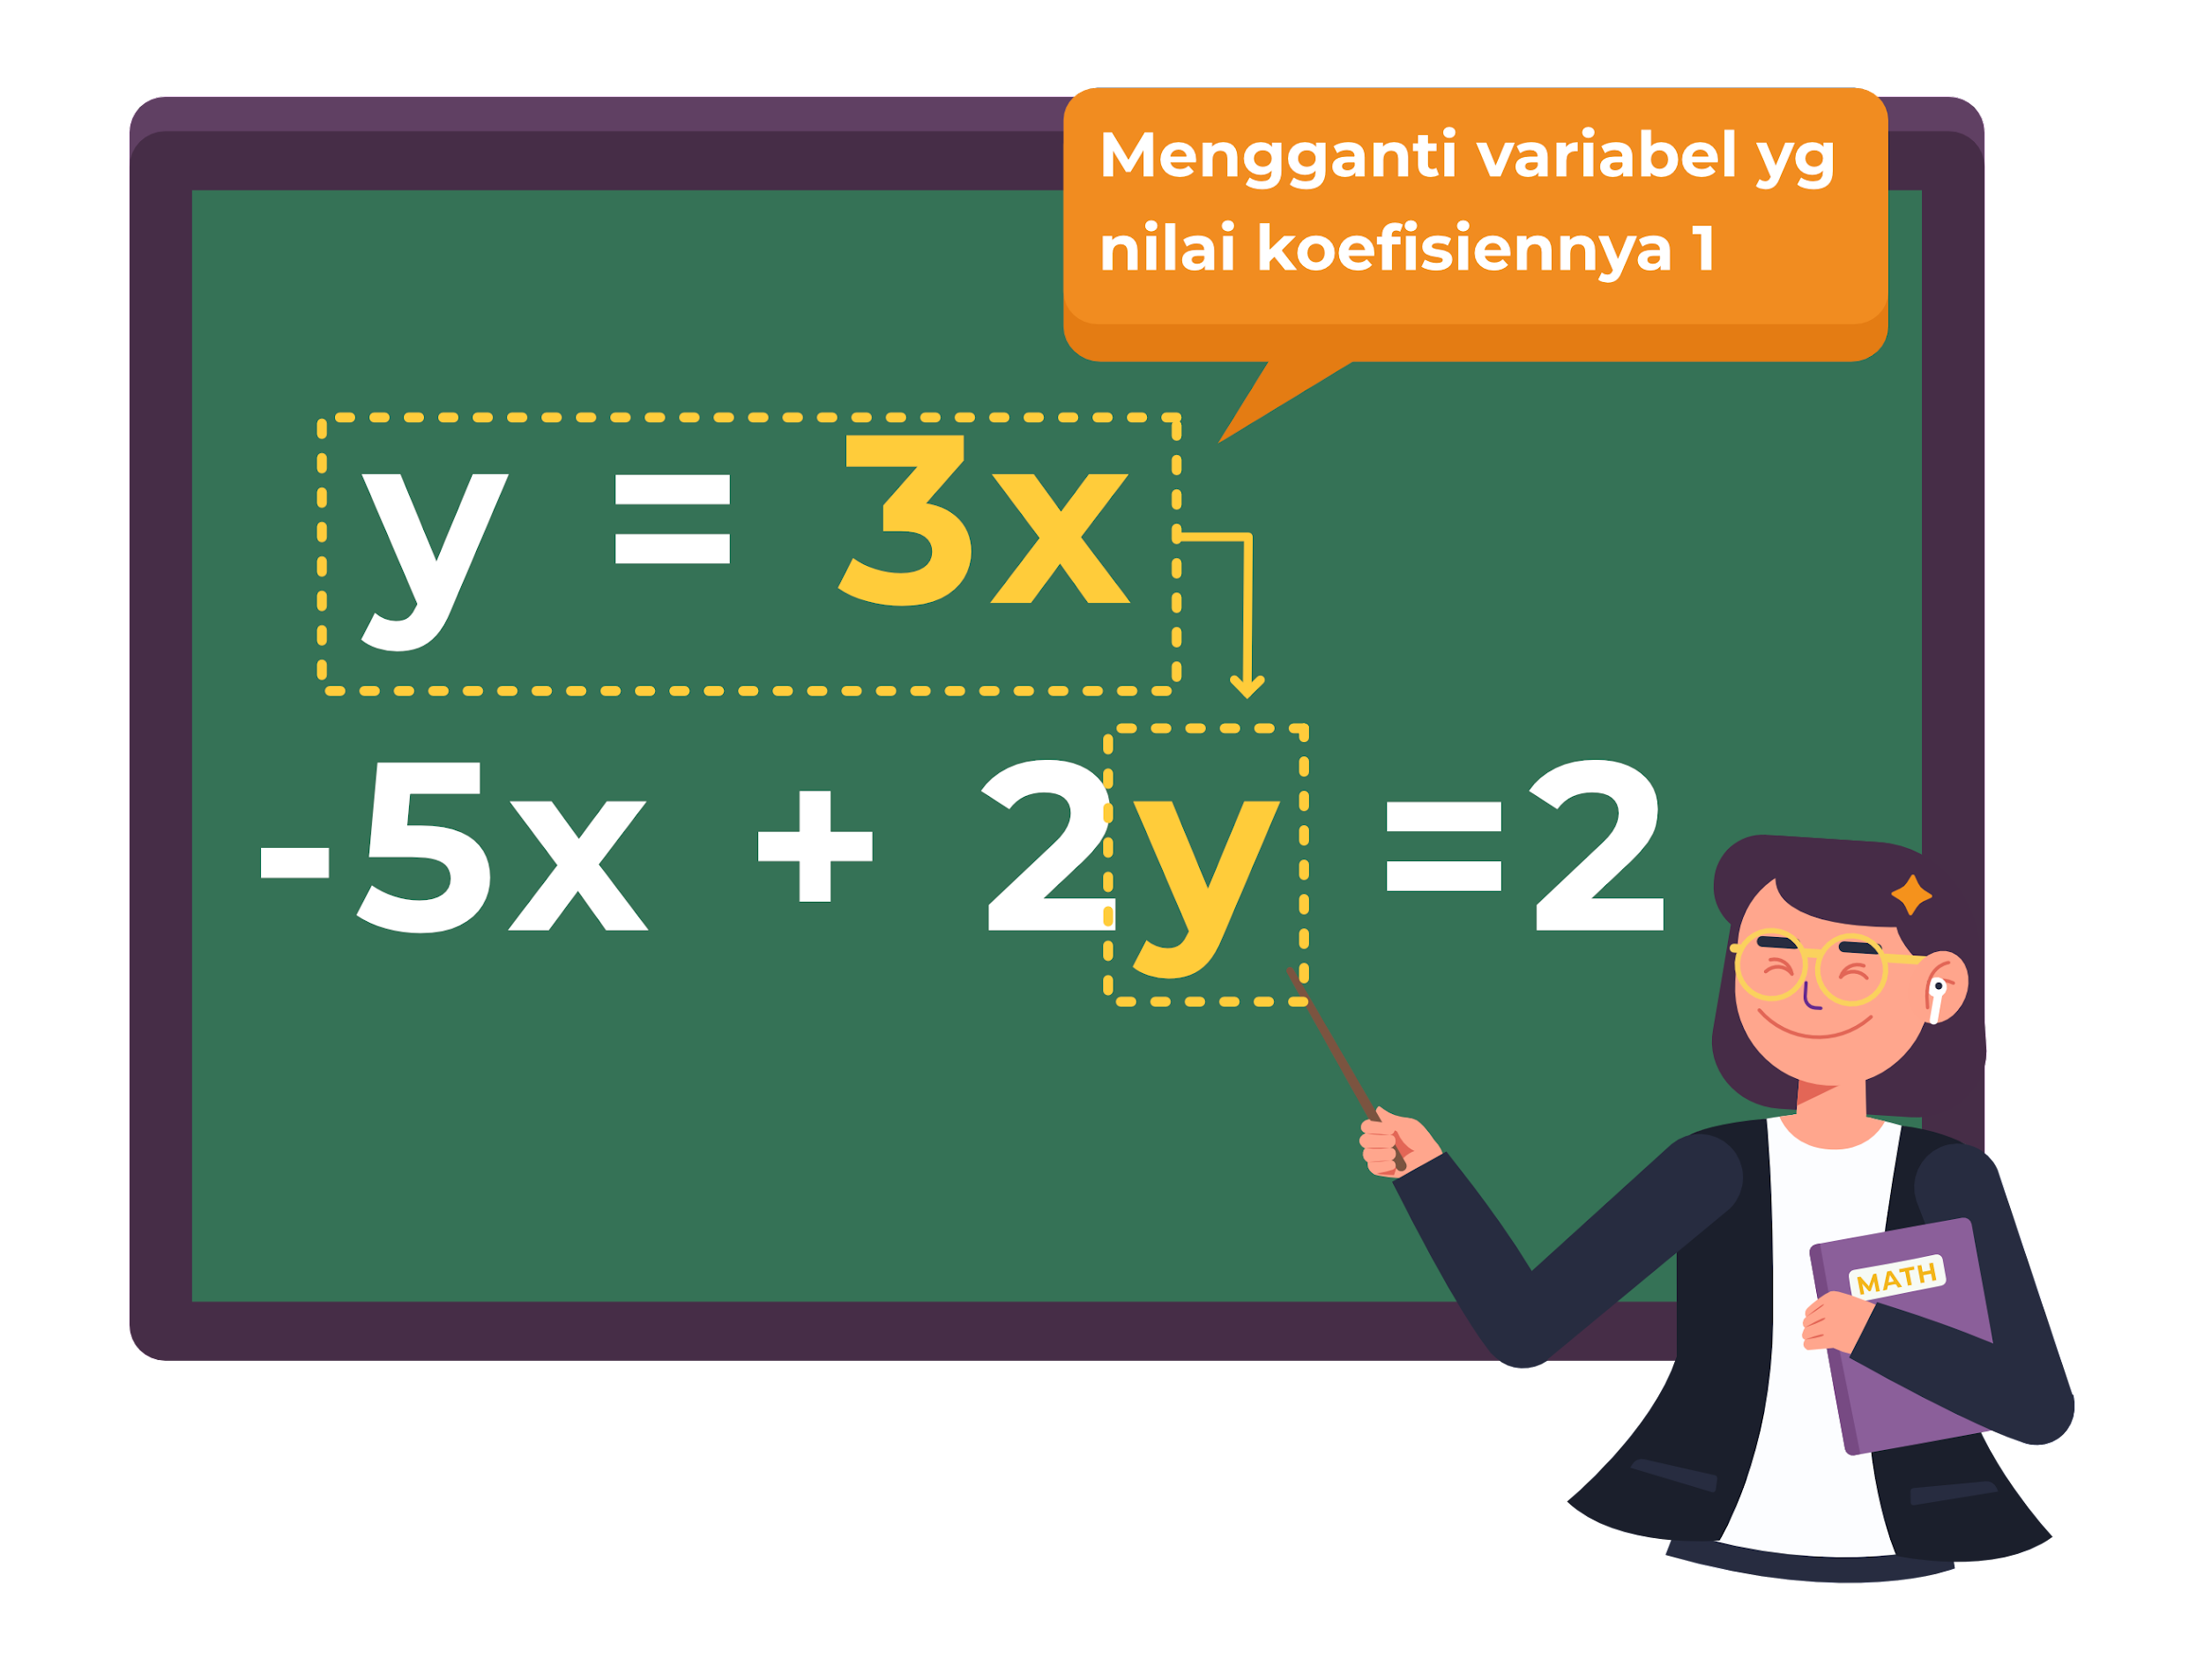 Mengganti variabel yg
nilai koefisiennya 1
y = 3x
-5x + 2y =2
MATH